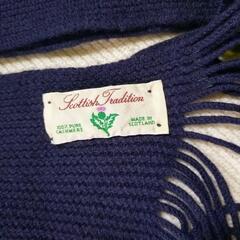 Scottish Tradition
100% PURE
CASHMERE
MADE IN
SCOTLAND